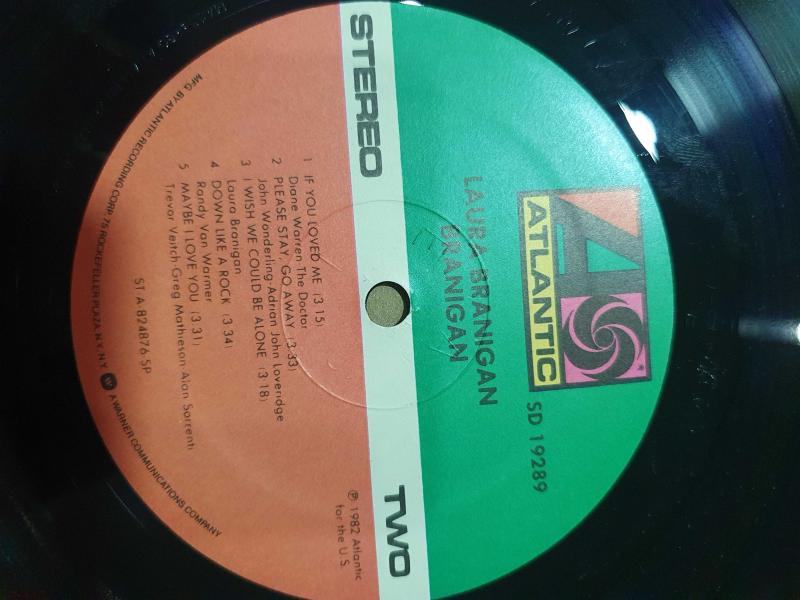 ATLANTIC
SD 19289
LAURA BRANIGAN
BRANIGAN
STEREO
TWO
1 IF YOU LOVED ME (3:15)
Diane Warren-The Doctor
2 PLEASE STAY, GO AWAY (3:33)
John Wonderling-Adrian John Loveridge
3 I WISH WE COULD BE ALONE (3:18)
Laura Branigan
4 DOWN LIKE A ROCK (3:34)
Randy Van Warmer
5 MAYBE I LOVE YOU (3:31)
Trevor Veitch-Greg Mathieson-Alan Sorrenti
℗ 1982 Atlantic
for the U.S.
ST A 824876 SP
MFG. BY ATLANTIC RECORDING CORP. 75 ROCKEFELLER PLAZA, N.Y. N.Y. A WARNER COMMUNICATIONS COMPANY